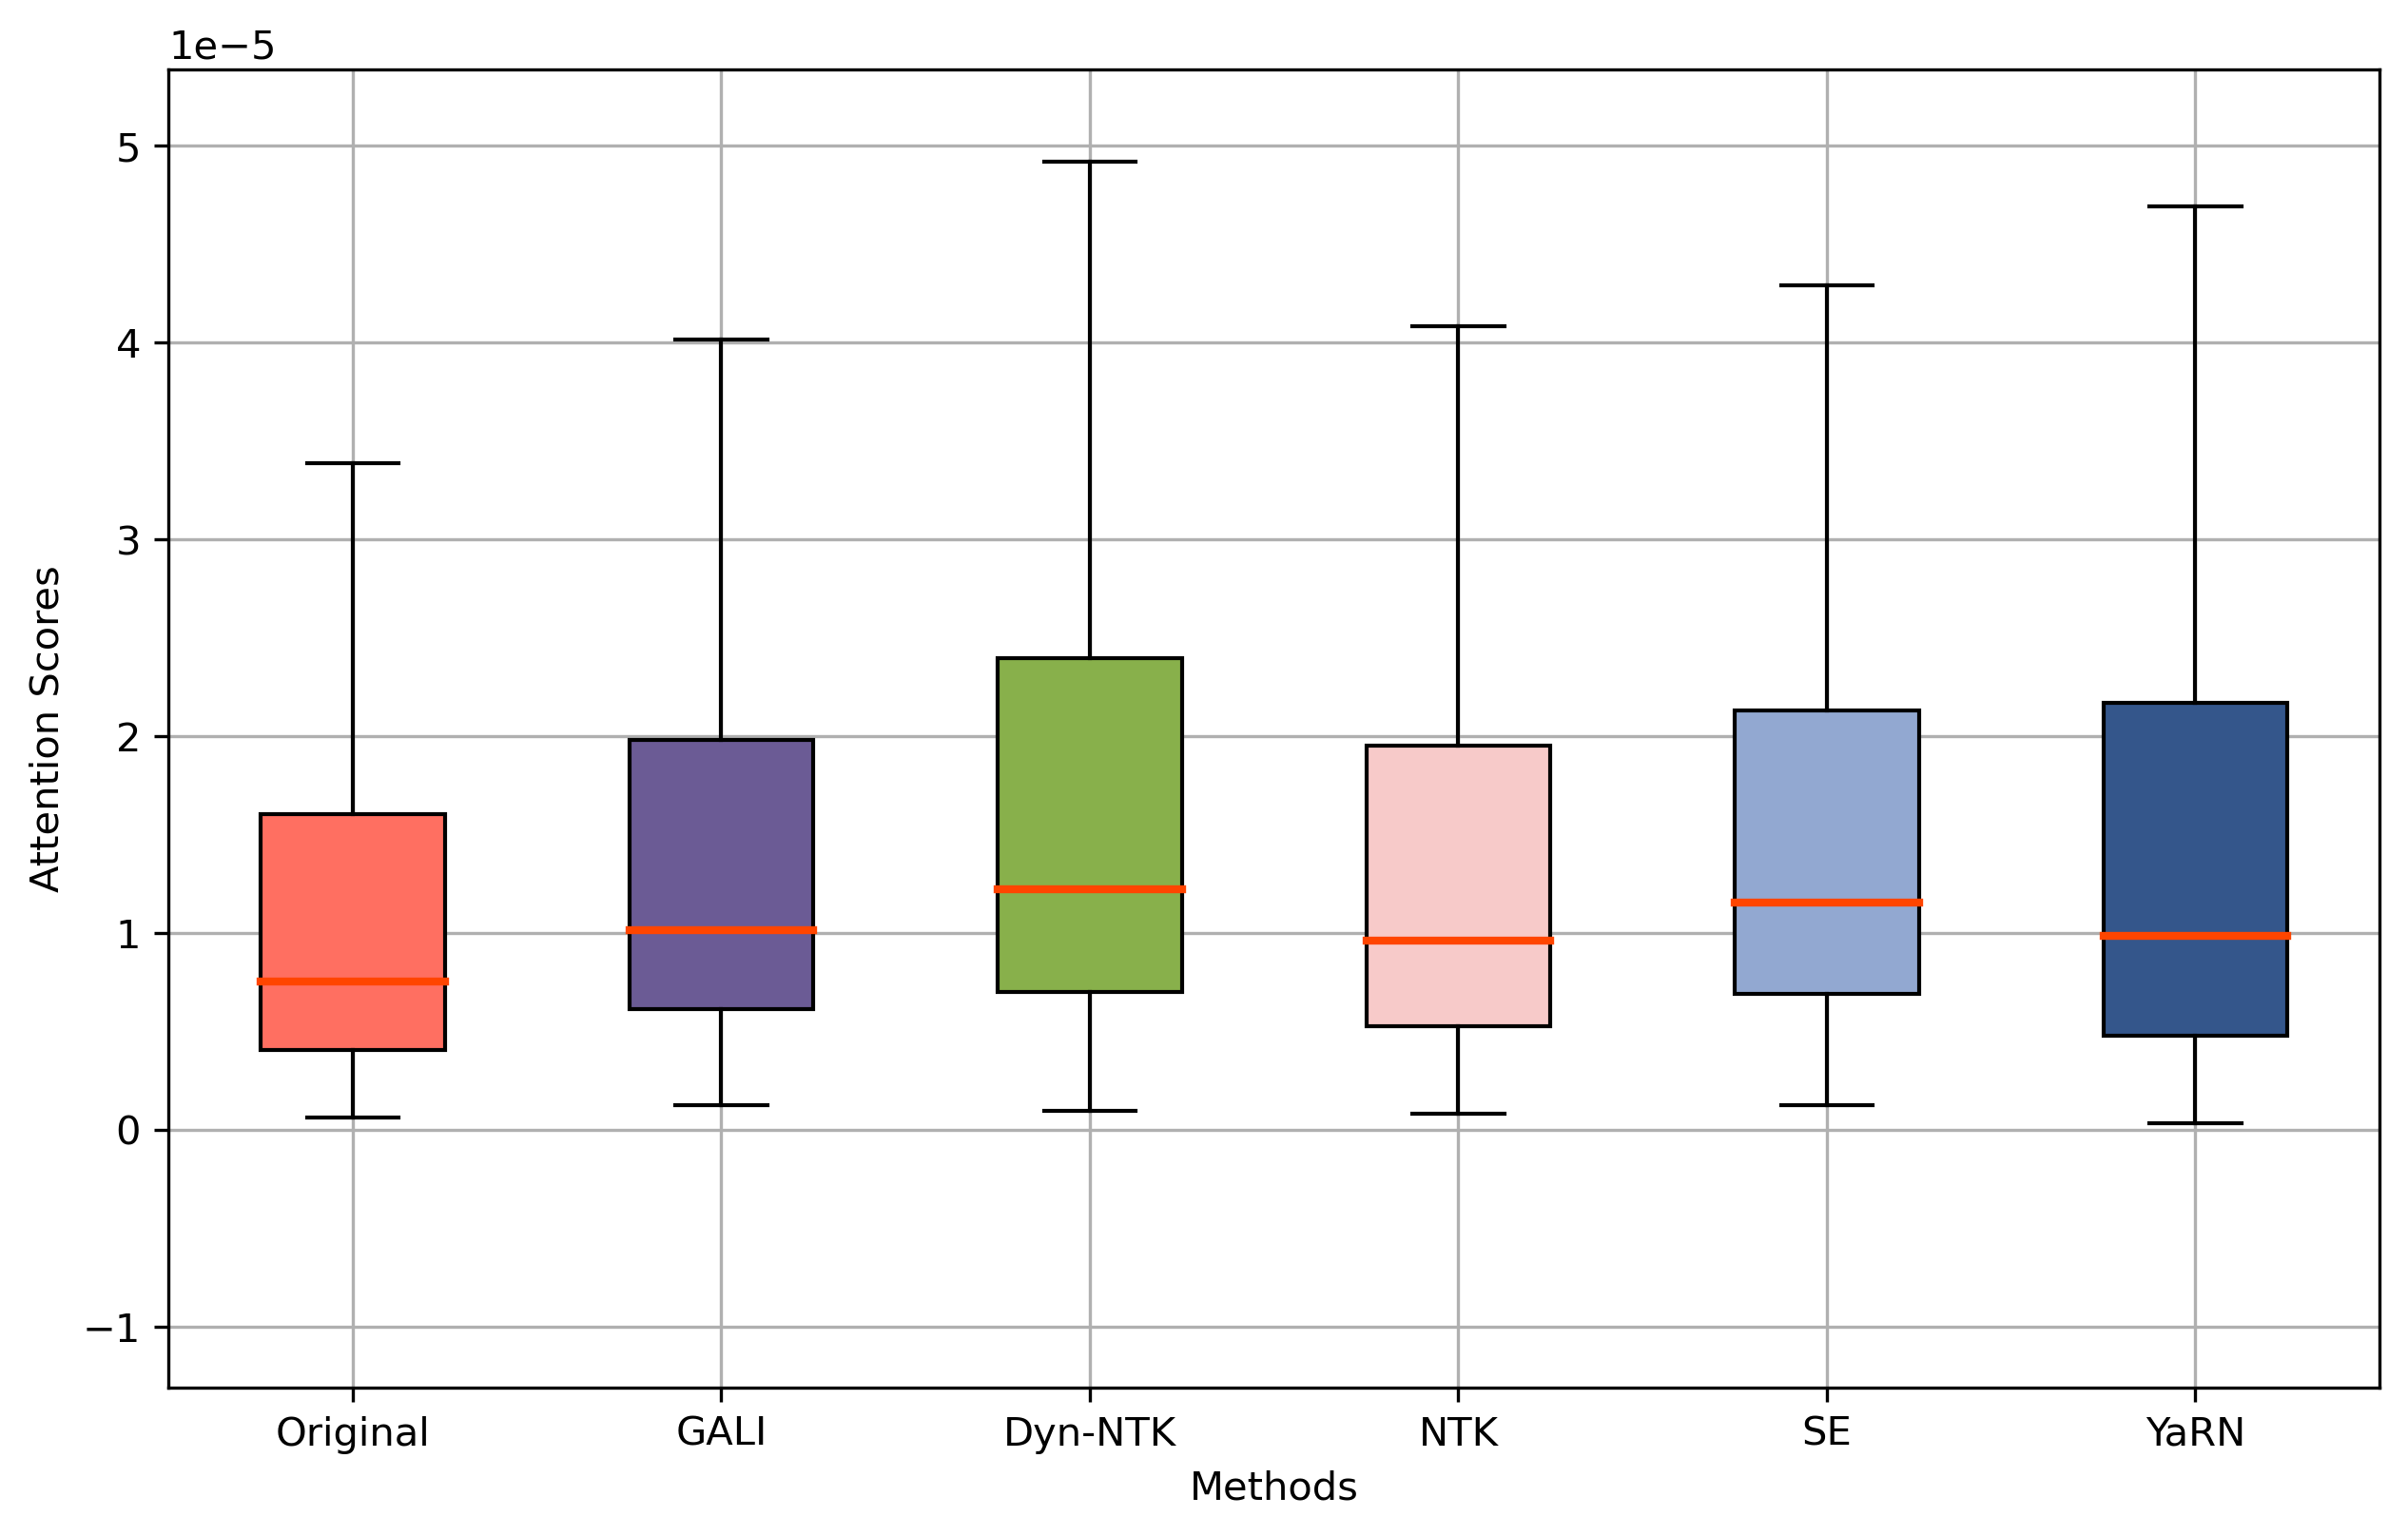 1e−5
5
4
3
2
1
0
−1
Attention Scores
Original GALI Dyn-NTK NTK SE YaRN
Methods